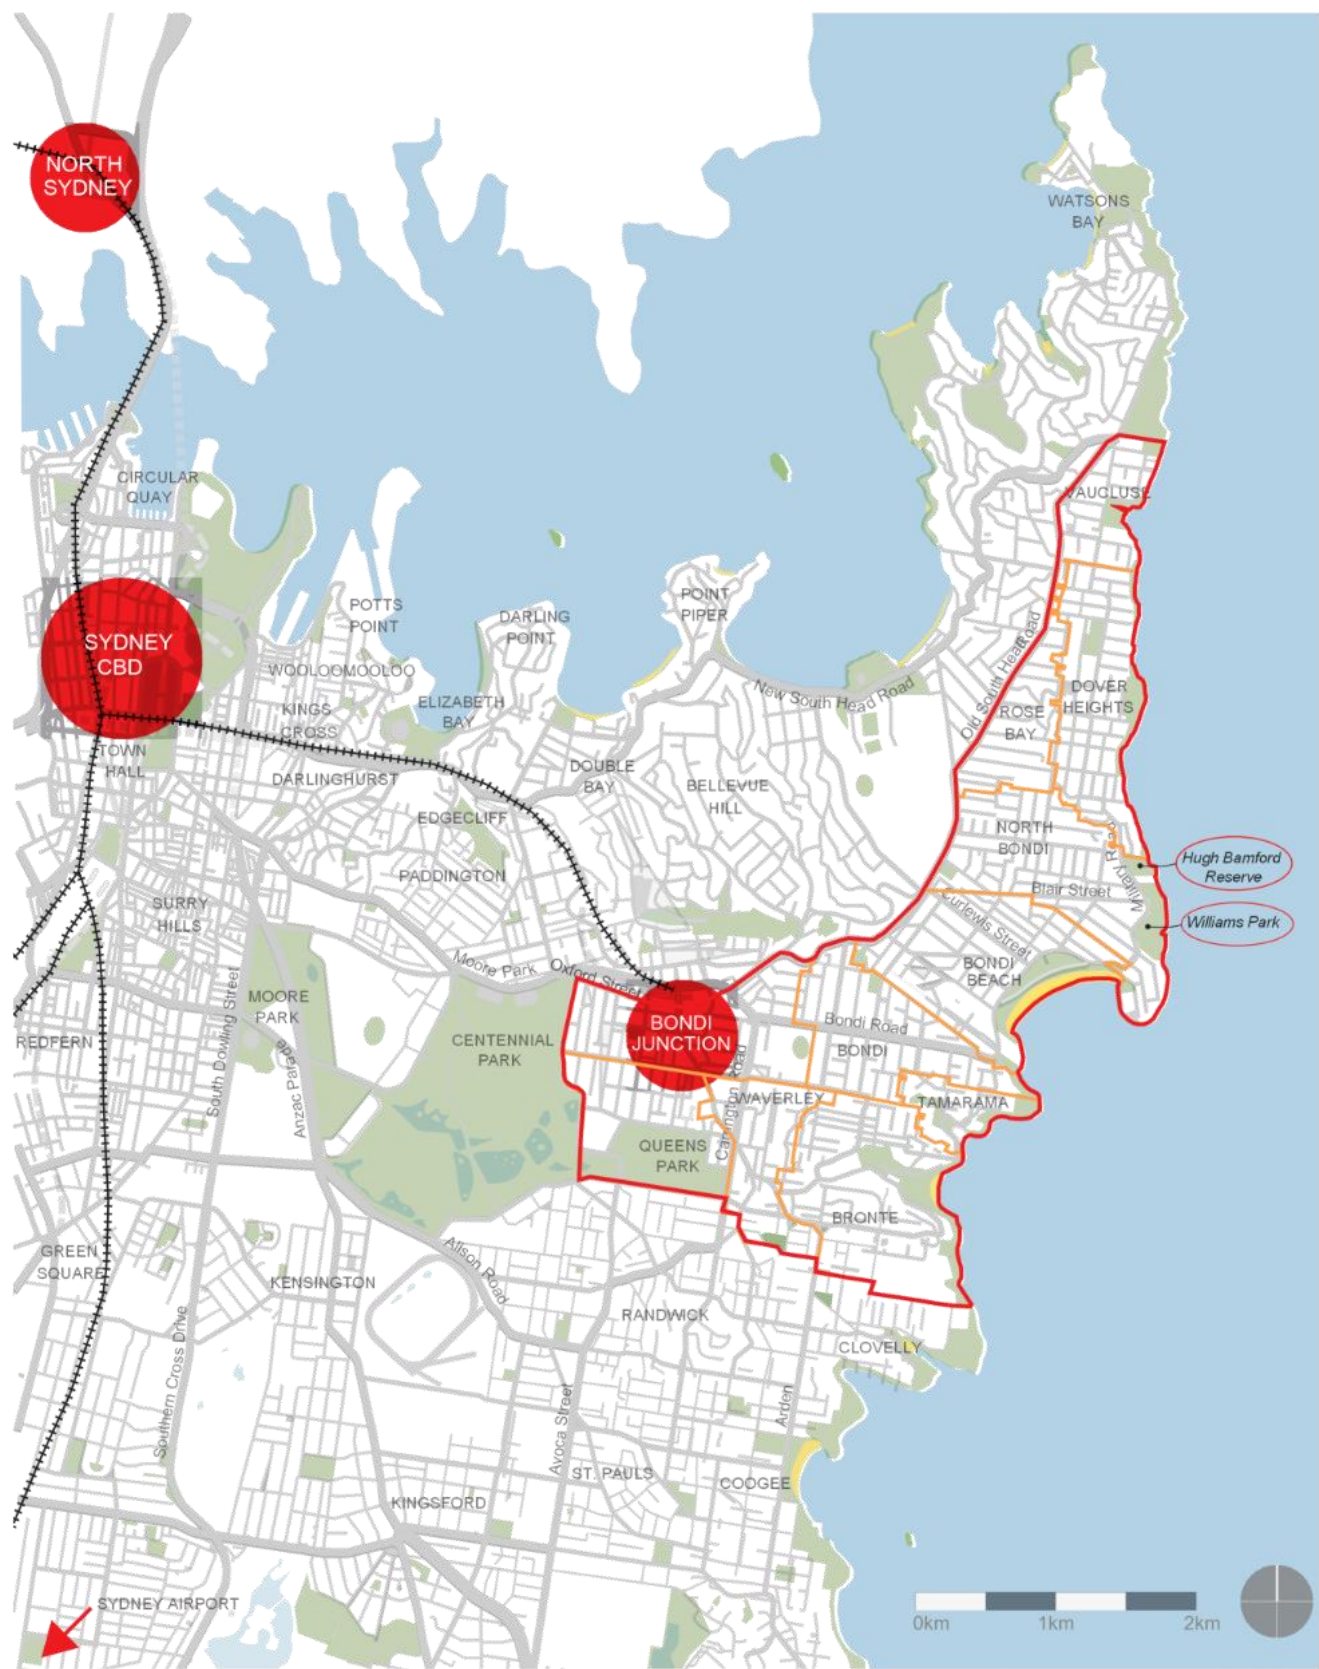 NORTH
SYDNEY
WATSONS
BAY
CIRCULAR
QUAY
VAUCLUSE
POTTS
POINT
DARLING
POINT
POINT
PIPER
SYDNEY
CBD
WOOLOOMOOLOO
KINGS
CROSS
ELIZABETH
BAY
New South Head Road
Old South Head Road
Road
DOVER
HEIGHTS
ROSE
BAY
TOWN
HALL
DARLINGHURST
DOUBLE
BAY
BELLEVUE
HILL
EDGECLIFF
NORTH
BONDI
Military Road
Hugh Bamford
Reserve
PADDINGTON
Blair Street
Curlewis Street
Williams Park
SURRY
HILLS
BONDI
BEACH
Moore Park
Oxford Street
MOORE
PARK
South Dowling Street
Anzac Parade
REDFERN
CENTENNIAL
PARK
BONDI
JUNCTION
Bondi Road
BONDI
Carrington Road
WAVERLEY
TAMARAMA
QUEENS
PARK
BRONTE
GREEN
SQUARE
KENSINGTON
Alison Road
RANDWICK
CLOVELLY
Southern Cross Drive
Avoca Street
Arden
ST. PAULS
COOGEE
KINGSFORD
SYDNEY AIRPORT
0km
1km
2km